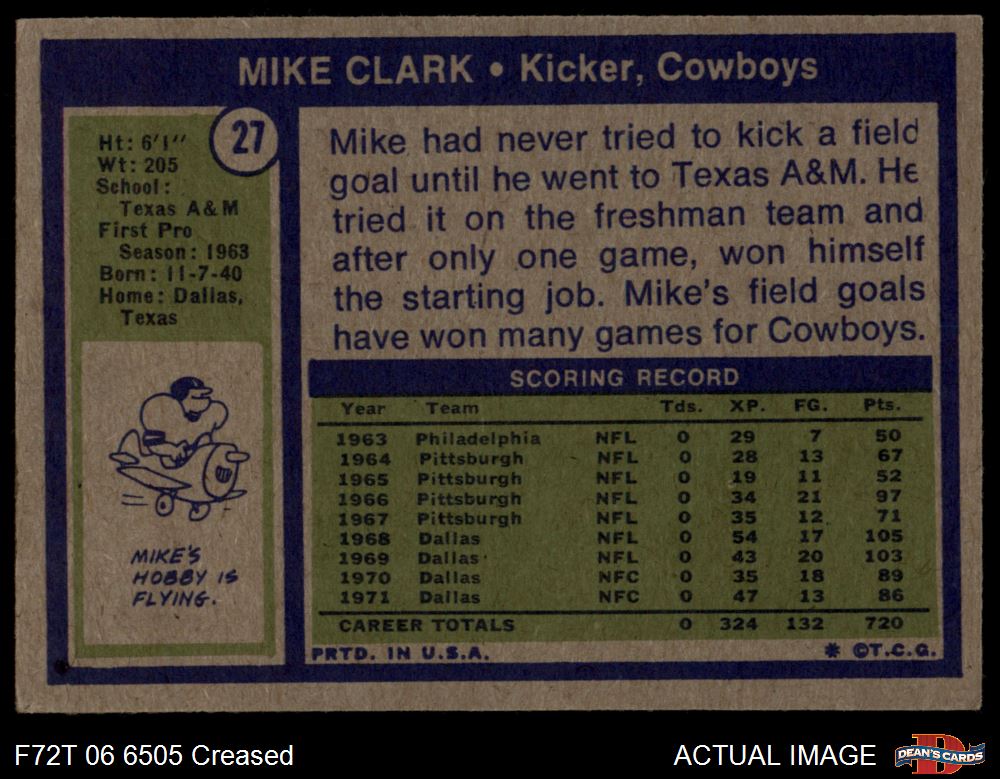 MIKE CLARK • Kicker, Cowboys
27
Ht: 6'1''
Wt: 205
School:
Texas A&M
First Pro
Season: 1963
Born: 11-7-40
Home: Dallas,
Texas
MIKE'S
HOBBY IS
FLYING.
Mike had never tried to kick a field
goal until he went to Texas A&M. He
tried it on the freshman team and
after only one game, won himself
the starting job. Mike's field goals
have won many games for Cowboys.
SCORING RECORD
Year Team Tds. XP. FG. Pts.
1963 Philadelphia NFL 0 29 7 50
1964 Pittsburgh NFL 0 28 13 67
1965 Pittsburgh NFL 0 19 11 52
1966 Pittsburgh NFL 0 34 21 97
1967 Pittsburgh NFL 0 35 12 71
1968 Dallas NFL 0 54 17 105
1969 Dallas NFL 0 43 20 103
1970 Dallas NFC 0 35 18 89
1971 Dallas NFC 0 47 13 86
CAREER TOTALS 0 324 132 720
PRTD. IN U.S.A. * ©T.C.G.
F72T 06 6505 Creased ACTUAL IMAGE DEAN'S CARDS